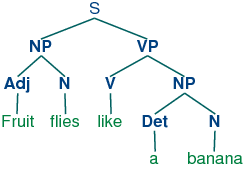 S
NP VP
Adj N V NP
Fruit flies like Det N
a banana